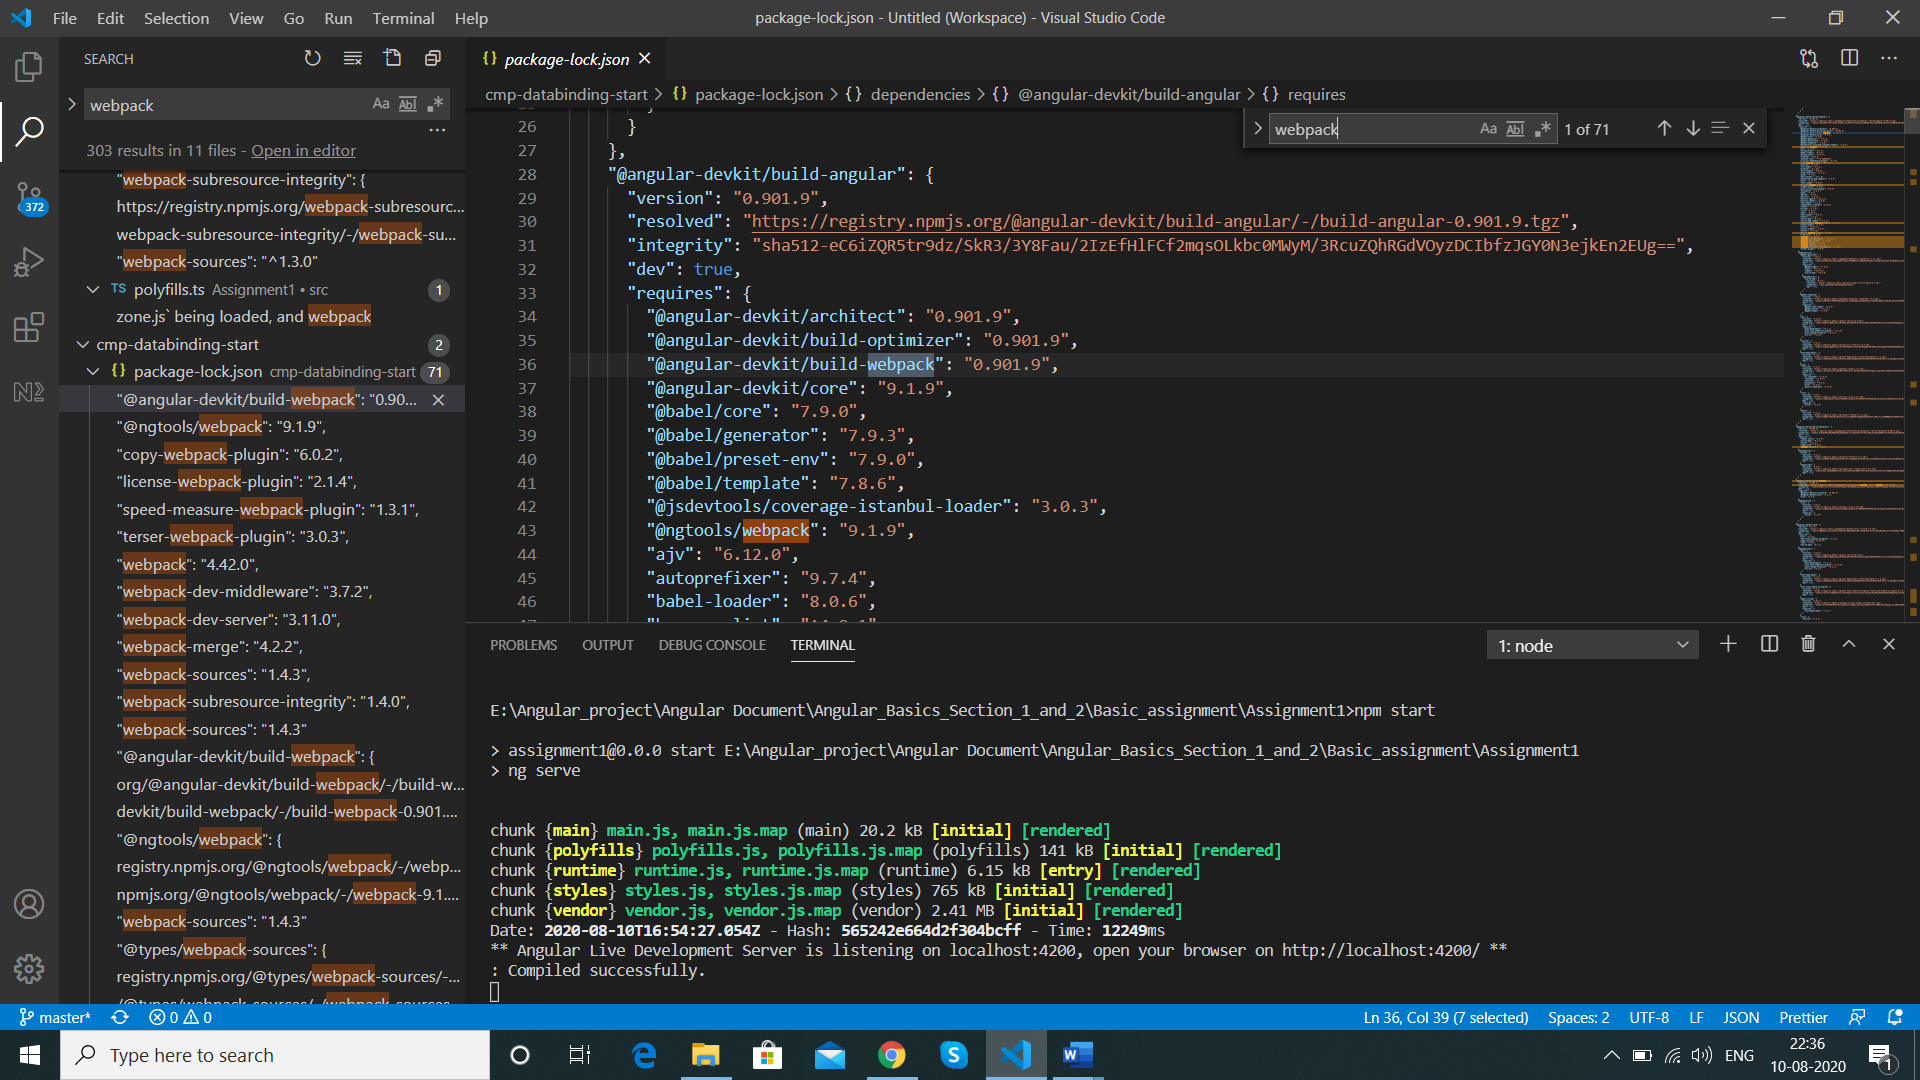 File Edit Selection View Go Run Terminal Help
package-lock.json - Untitled (Workspace) - Visual Studio Code
SEARCH
webpack
Aa Abl .*
303 results in 11 files - Open in editor
"webpack-subresource-integrity": {
https://registry.npmjs.org/webpack-subresourc...
webpack-subresource-integrity/-/webpack-su...
"webpack-sources": "^1.3.0"
TS polyfills.ts Assignment1 • src 1
zone.js` being loaded, and webpack
cmp-databinding-start 2
{} package-lock.json cmp-databinding-start 71
"@angular-devkit/build-webpack": "0.90...
"@ngtools/webpack": "9.1.9",
"copy-webpack-plugin": "6.0.2",
"license-webpack-plugin": "2.1.4",
"speed-measure-webpack-plugin": "1.3.1",
"terser-webpack-plugin": "3.0.3",
"webpack": "4.42.0",
"webpack-dev-middleware": "3.7.2",
"webpack-dev-server": "3.11.0",
"webpack-merge": "4.2.2",
"webpack-sources": "1.4.3",
"webpack-subresource-integrity": "1.4.0",
"webpack-sources": "1.4.3"
"@angular-devkit/build-webpack": {
org/@angular-devkit/build-webpack/-/build-w...
devkit/build-webpack/-/build-webpack-0.901....
"@ngtools/webpack": {
registry.npmjs.org/@ngtools/webpack/-/webp...
npmjs.org/@ngtools/webpack/-/webpack-9.1....
"webpack-sources": "1.4.3"
"@types/webpack-sources": {
registry.npmjs.org/@types/webpack-sources/-...
372
{} package-lock.json
cmp-databinding-start > {} package-lock.json > {} dependencies > {} @angular-devkit/build-angular > {} requires
webpack Aa Abl .* 1 of 71
26 }
27 },
28 "@angular-devkit/build-angular": {
29 "version": "0.901.9",
30 "resolved": "https://registry.npmjs.org/@angular-devkit/build-angular/-/build-angular-0.901.9.tgz",
31 "integrity": "sha512-eC6iZQR5tr9dz/SkR3/3Y8Fau/2IzEfHlFCf2mqsOLkbc0MWyM/3RcuZQhRGdVOyzDCIbfzJGY0N3ejkEn2EUg==",
32 "dev": true,
33 "requires": {
34 "@angular-devkit/architect": "0.901.9",
35 "@angular-devkit/build-optimizer": "0.901.9",
36 "@angular-devkit/build-webpack": "0.901.9",
37 "@angular-devkit/core": "9.1.9",
38 "@babel/core": "7.9.0",
39 "@babel/generator": "7.9.3",
40 "@babel/preset-env": "7.9.0",
41 "@babel/template": "7.8.6",
42 "@jsdevtools/coverage-istanbul-loader": "3.0.3",
43 "@ngtools/webpack": "9.1.9",
44 "ajv": "6.12.0",
45 "autoprefixer": "9.7.4",
46 "babel-loader": "8.0.6",
PROBLEMS OUTPUT DEBUG CONSOLE TERMINAL
1: node
E:\Angular_project\Angular Document\Angular_Basics_Section_1_and_2\Basic_assignment\Assignment1>npm start
> assignment1@0.0.0 start E:\Angular_project\Angular Document\Angular_Basics_Section_1_and_2\Basic_assignment\Assignment1
> ng serve
chunk {main} main.js, main.js.map (main) 20.2 kB [initial] [rendered]
chunk {polyfills} polyfills.js, polyfills.js.map (polyfills) 141 kB [initial] [rendered]
chunk {runtime} runtime.js, runtime.js.map (runtime) 6.15 kB [entry] [rendered]
chunk {styles} styles.js, styles.js.map (styles) 765 kB [initial] [rendered]
chunk {vendor} vendor.js, vendor.js.map (vendor) 2.41 MB [initial] [rendered]
Date: 2020-08-10T16:54:27.054Z - Hash: 565242e664d2f304bcff - Time: 12249ms
** Angular Live Development Server is listening on localhost:4200, open your browser on http://localhost:4200/ **
: Compiled successfully.
master* 0 0
Ln 36, Col 39 (7 selected) Spaces: 2 UTF-8 LF JSON Prettier
Type here to search
ENG
22:36
10-08-2020
1